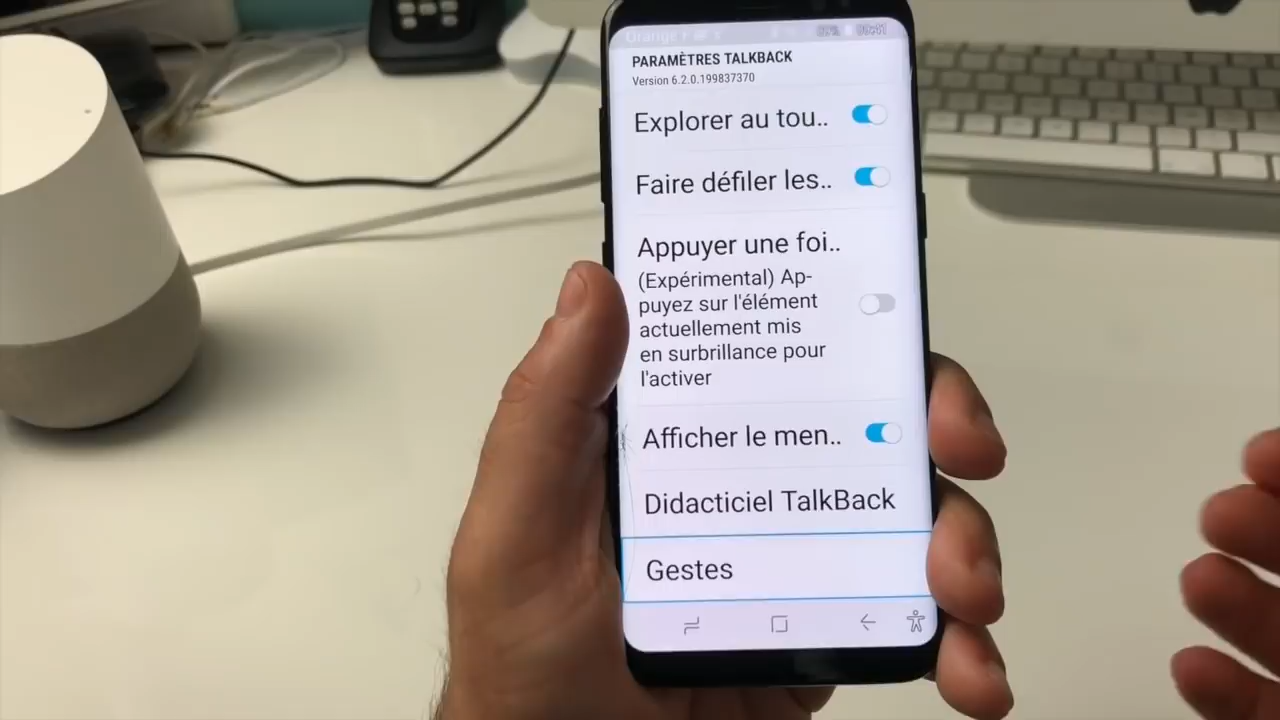 Orange F
PARAMÈTRES TALKBACK
Version 6.2.0.199837370
Explorer au tou..
Faire défiler les..
Appuyer une foi..
(Expérimental) Ap-
puyez sur l'élément
actuellement mis
en surbrillance pour
l'activer
Afficher le men..
Didacticiel TalkBack
Gestes